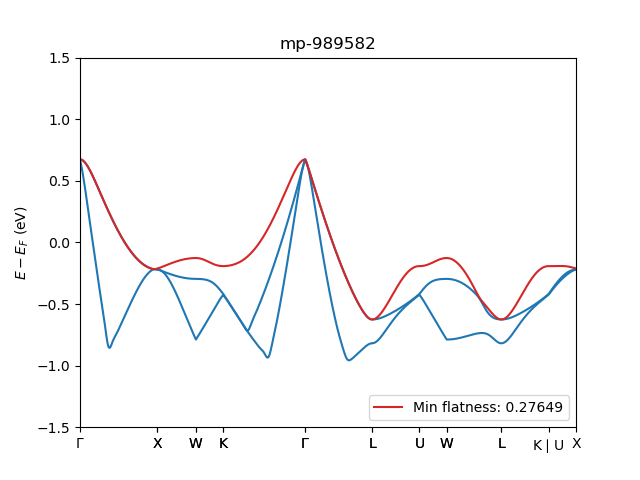 mp-989582
E − E_F (eV)
1.5
1.0
0.5
0.0
−0.5
−1.0
−1.5
Min flatness: 0.27649
Γ X W K Γ L U W L K | U X